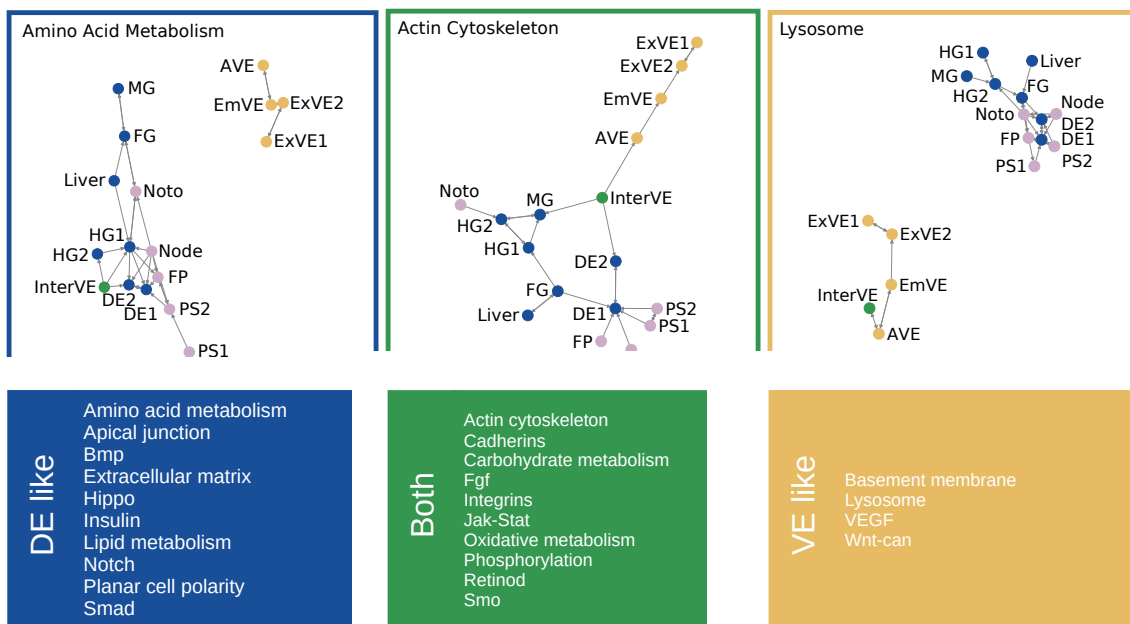 Amino Acid Metabolism
AVE
MG
EmVE
ExVE2
FG
ExVE1
Liver
Noto
HG1
Node
HG2
FP
InterVE
DE2
DE1
PS2
PS1
Actin Cytoskeleton
ExVE1
ExVE2
EmVE
AVE
Noto
MG
InterVE
HG2
HG1
DE2
FG
PS2
Liver
DE1
PS1
FP
Lysosome
HG1
Liver
MG
FG
HG2
Node
Noto
DE2
FP
DE1
PS1
PS2
ExVE1
ExVE2
EmVE
InterVE
AVE
DE like
Amino acid metabolism
Apical junction
Bmp
Extracellular matrix
Hippo
Insulin
Lipid metabolism
Notch
Planar cell polarity
Smad
Both
Actin cytoskeleton
Cadherins
Carbohydrate metabolism
Fgf
Integrins
Jak-Stat
Oxidative metabolism
Phosphorylation
Retinod
Smo
VE like
Basement membrane
Lysosome
VEGF
Wnt-can